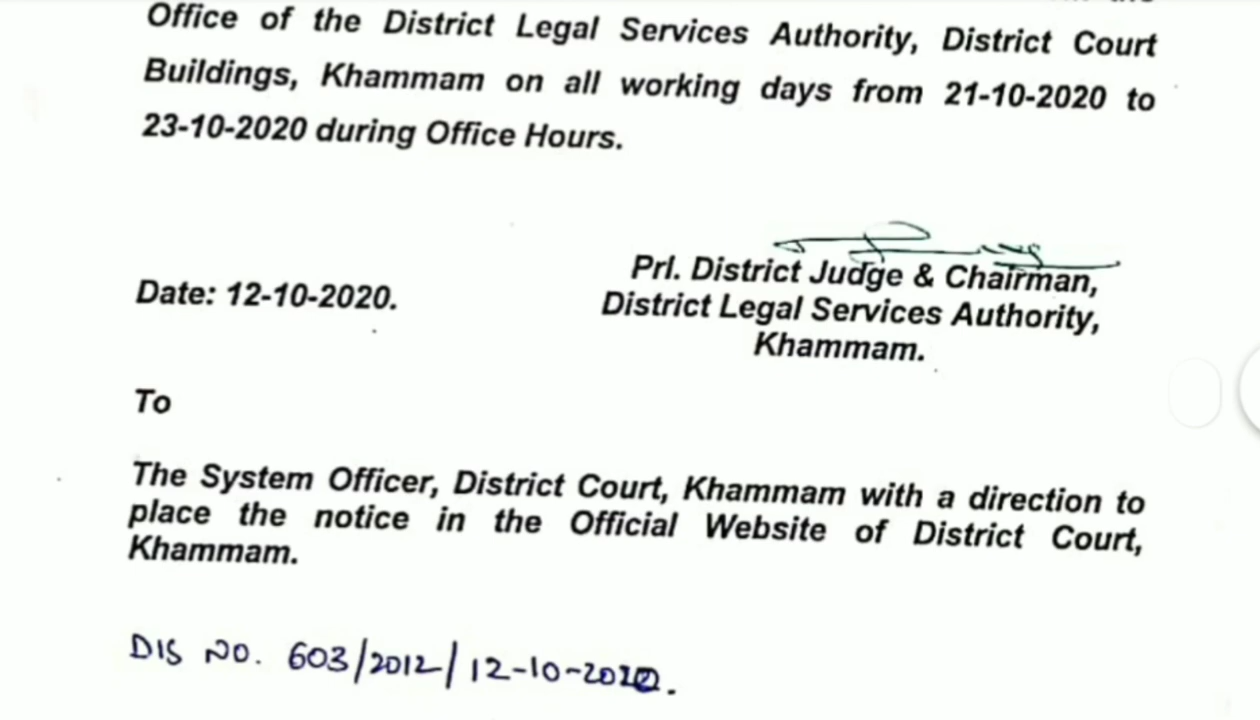 Office of the District Legal Services Authority, District Court
Buildings, Khammam on all working days from 21-10-2020 to
23-10-2020 during Office Hours.
Prl. District Judge & Chairman,
Date: 12-10-2020.
District Legal Services Authority,
Khammam.
To
The System Officer, District Court, Khammam with a direction to
place the notice in the Official Website of District Court,
Khammam.
DIS NO. 603/2012/12-10-2020.